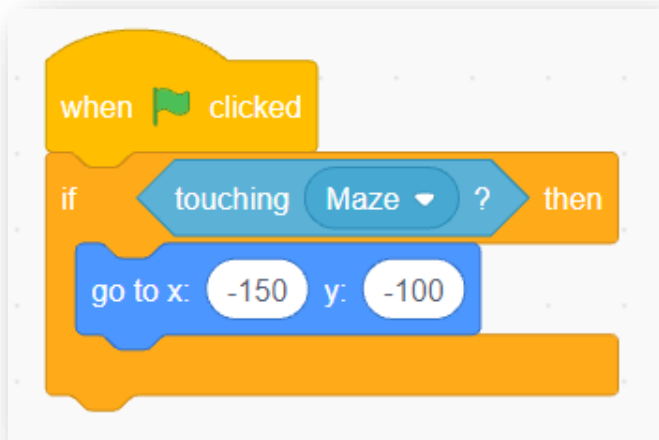 when clicked
if touching Maze ? then
go to x: -150 y: -100